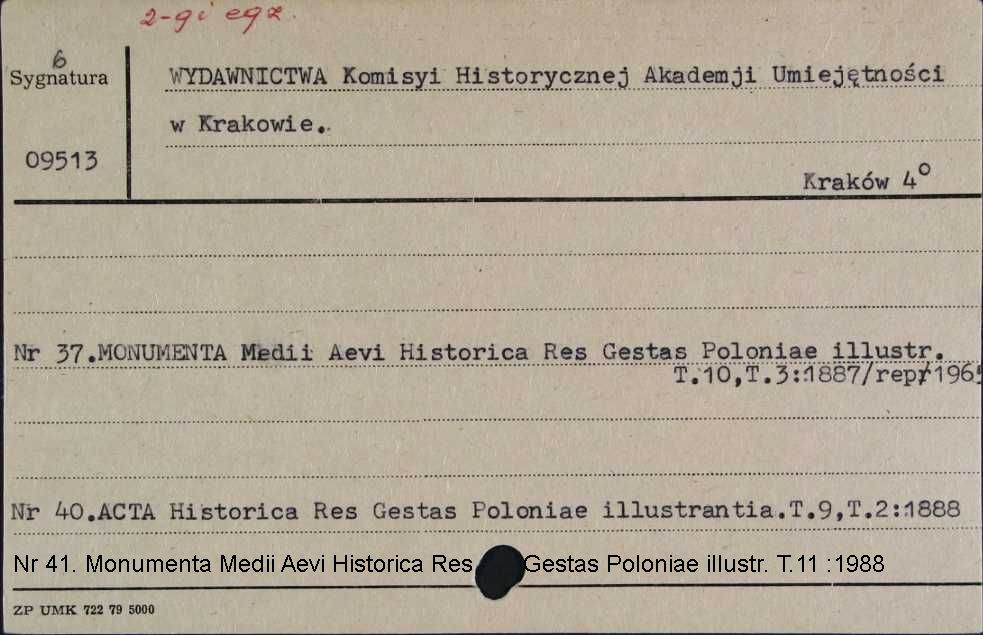 2-gi egz.
6
Sygnatura
WYDAWNICTWA Komisyi Historycznej Akademji Umiejętności
w Krakowie.
09513
Kraków 4°
Nr 37.MONUMENTA Medii Aevi Historica Res Gestas Poloniae illustr.
T.10,T.3:1887/repr/1965
Nr 40.ACTA Historica Res Gestas Poloniae illustrantia.T.9,T.2:1888
Nr 41. Monumenta Medii Aevi Historica Res Gestas Poloniae illustr. T.11 :1988
ZP UMK 722 79 5000